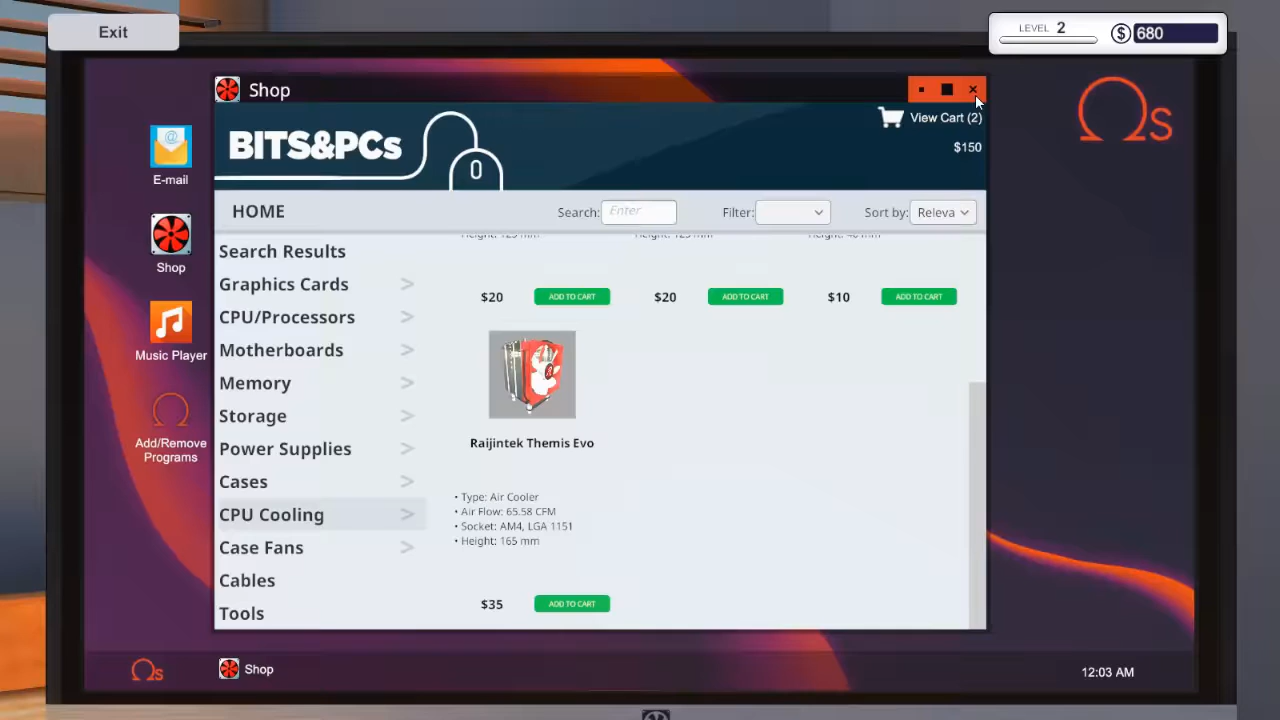 Exit
LEVEL 2
$ 680
Shop
View Cart (2)
BITS&PCs
$150
HOME
Search: Enter
Filter:
Sort by: Releva
E-mail
Shop
Music Player
Add/Remove
Programs
Search Results
Graphics Cards >
CPU/Processors >
Motherboards >
Memory >
Storage >
Power Supplies >
Cases >
CPU Cooling >
Case Fans >
Cables
Tools
$20 ADD TO CART
$20 ADD TO CART
$10 ADD TO CART
Raijintek Themis Evo
• Type: Air Cooler
• Air Flow: 65.58 CFM
• Socket: AM4, LGA 1151
• Height: 165 mm
$35 ADD TO CART
Ωs
Ωs
Shop
12:03 AM